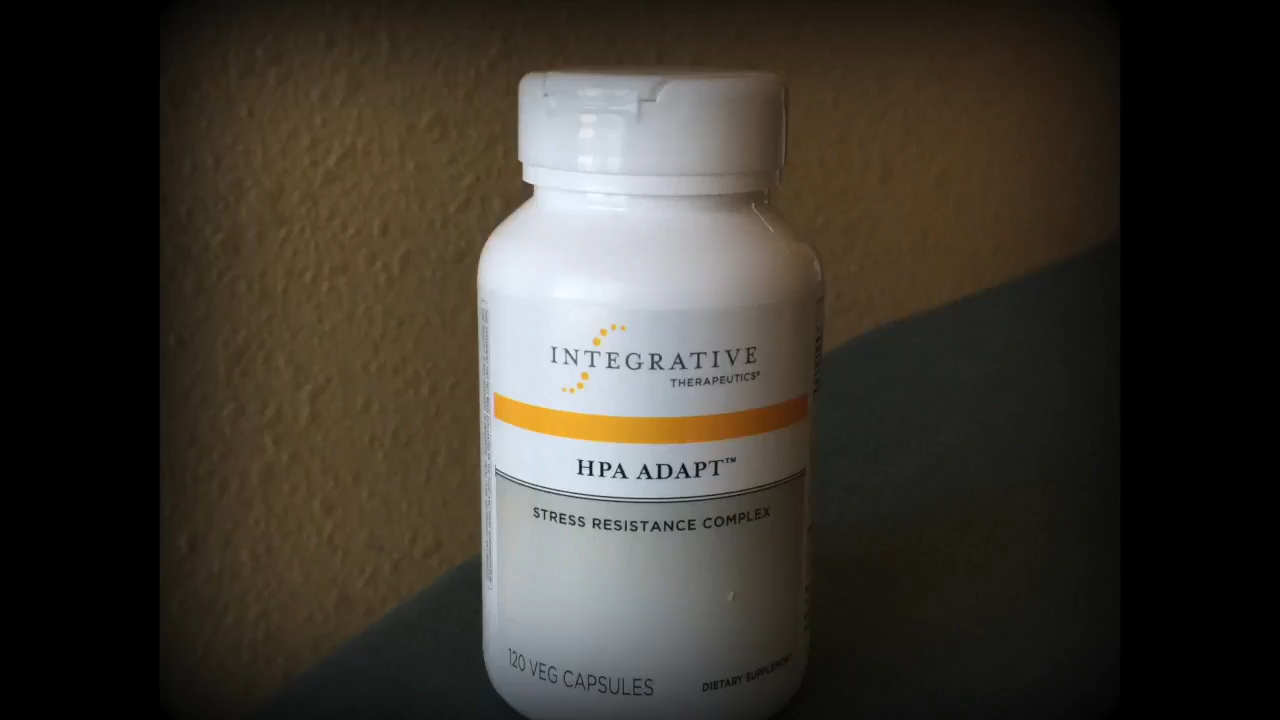 INTEGRATIVE
THERAPEUTICS®
HPA ADAPT™
STRESS RESISTANCE COMPLEX
120 VEG CAPSULES
DIETARY SUPPLEMENT